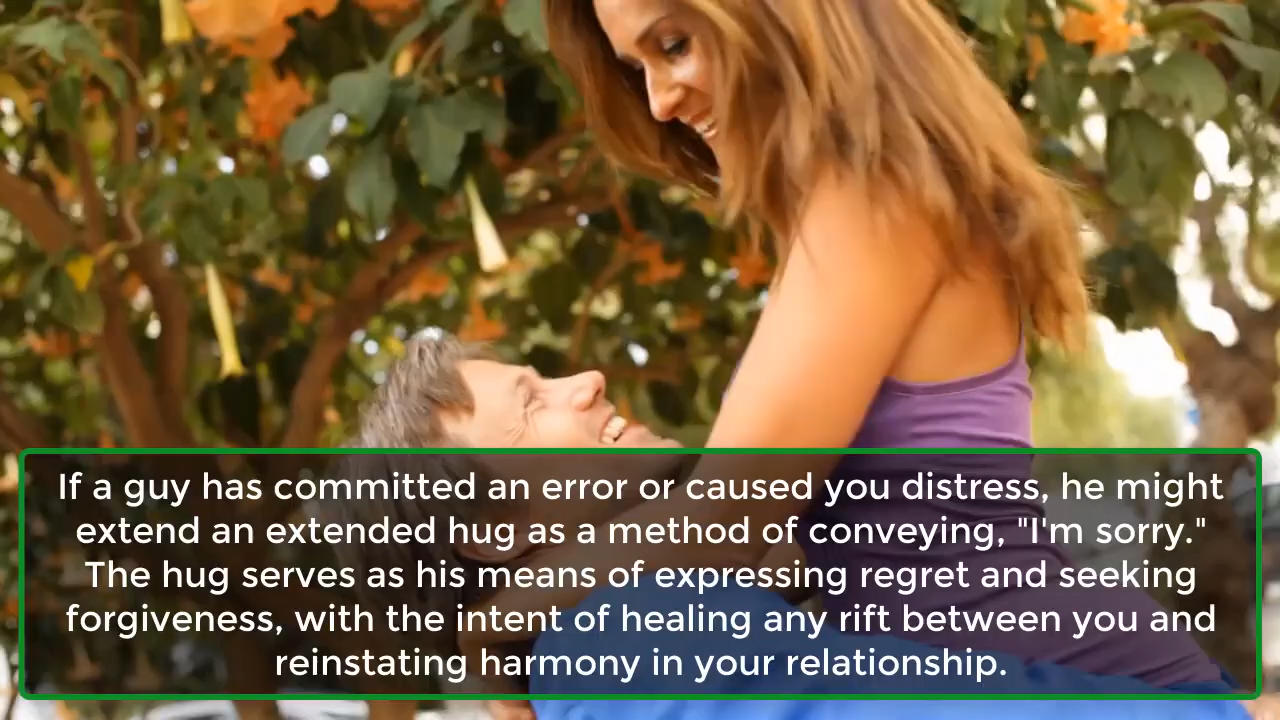 If a guy has committed an error or caused you distress, he might
extend an extended hug as a method of conveying, "I'm sorry."
The hug serves as his means of expressing regret and seeking
forgiveness, with the intent of healing any rift between you and
reinstating harmony in your relationship.